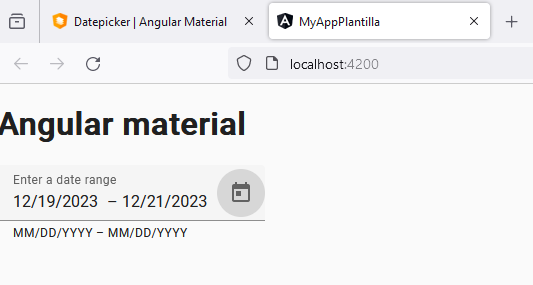 Datepicker | Angular Material
MyAppPlantilla
localhost:4200
Angular material
Enter a date range
12/19/2023 – 12/21/2023
MM/DD/YYYY – MM/DD/YYYY